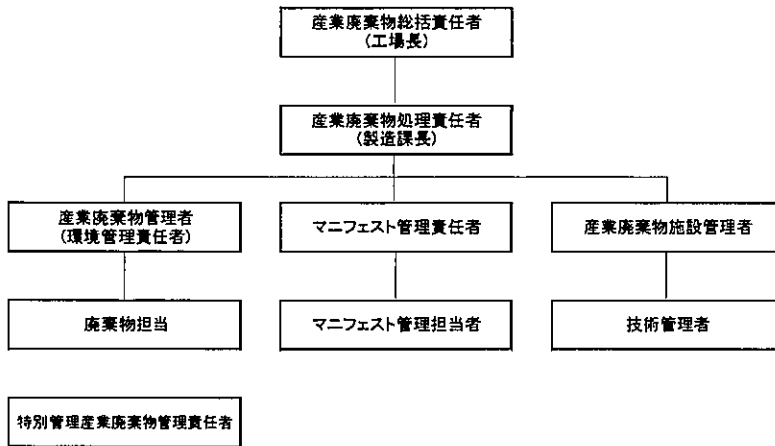 産業廃棄物総括責任者
(工場長)
産業廃棄物処理責任者
(製造課長)
産業廃棄物管理者
(環境管理責任者)
マニフェスト管理責任者
産業廃棄物施設管理者
廃棄物担当
マニフェスト管理担当者
技術管理者
特別管理産業廃棄物管理責任者